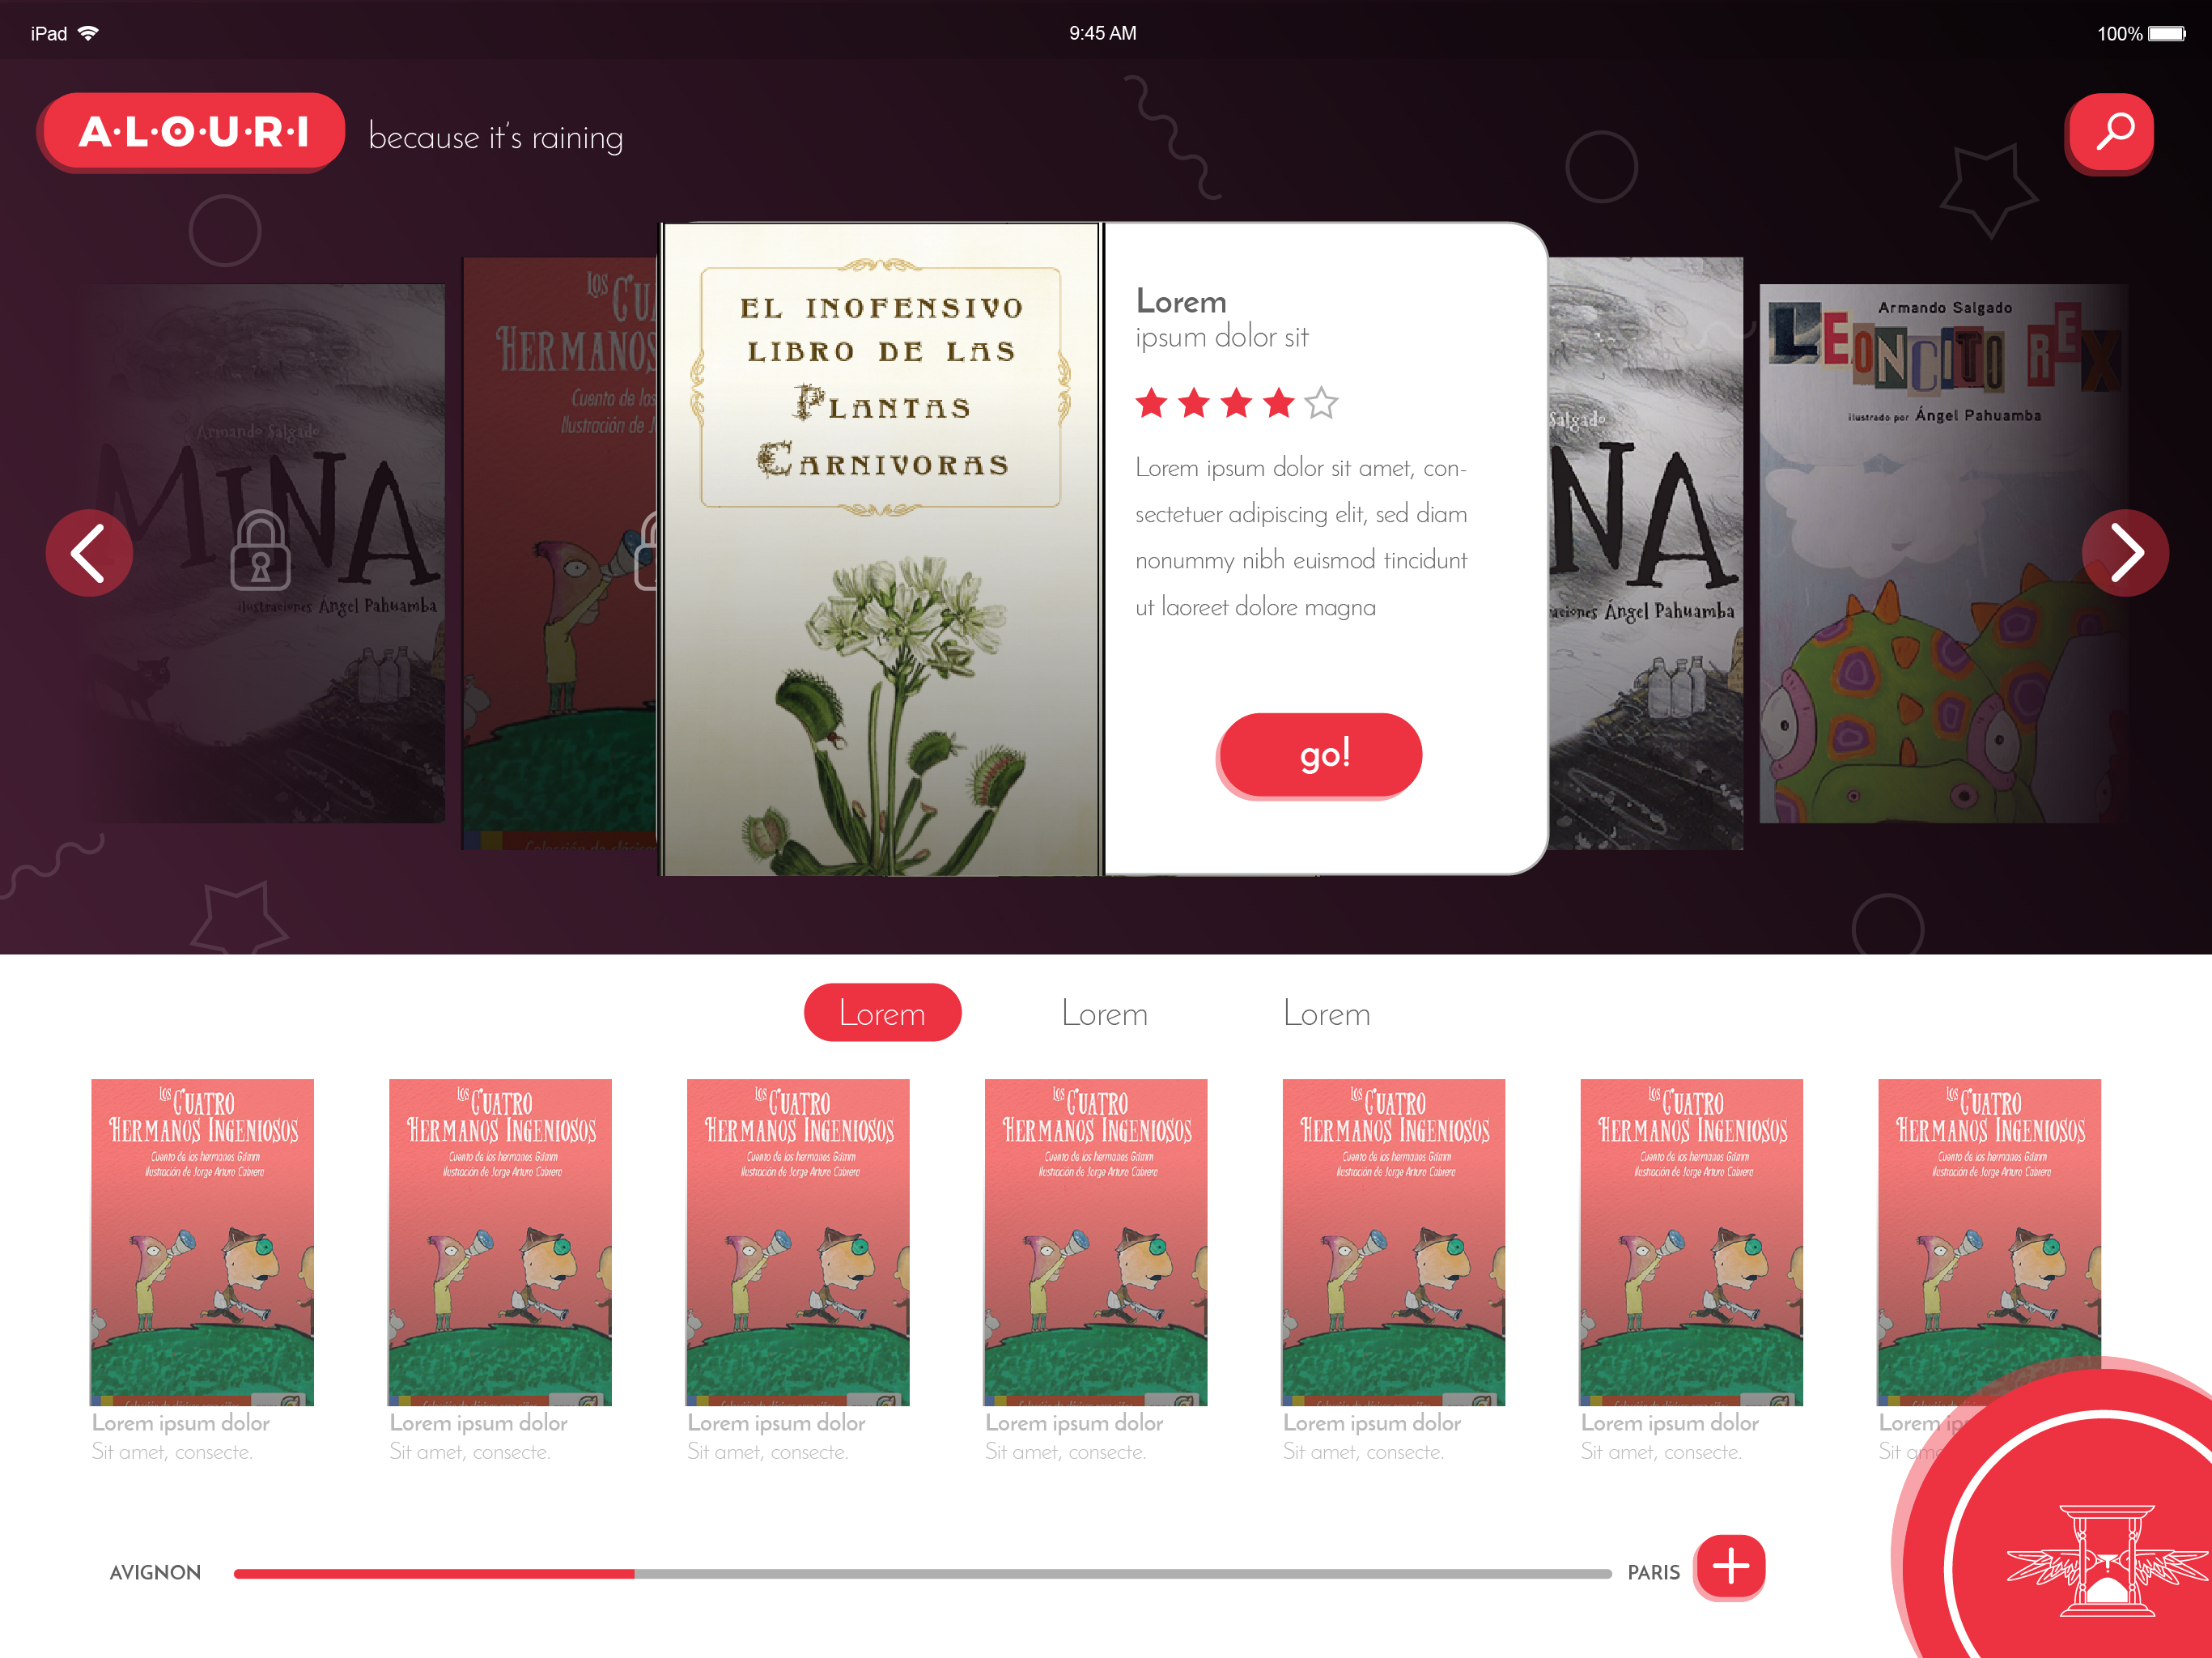 iPad
9:45 AM
100%
A·L·O·U·R·I
because it's raining
Armando Salgado
MINA
ilustraciones Ángel Pahuamba
LOS CUA
HERMANOS
Cuento de los
Ilustración de J
Colección de clásicos
EL INOFENSIVO
LIBRO DE LAS
PLANTAS
CARNIVORAS
Lorem
ipsum dolor sit
Lorem ipsum dolor sit amet, con-
sectetuer adipiscing elit, sed diam
nonummy nibh euismod tincidunt
ut laoreet dolore magna
go!
Salgado
NA
aciones Ángel Pahuamba
Armando Salgado
LEONCITO REX
ilustrado por Ángel Pahuamba
Lorem
Lorem
Lorem
LOS CUATRO
HERMANOS INGENIOSOS
Cuento de los hermanos Grimm
Ilustración de Jorge Arturo Cabrera
Lorem ipsum dolor
Sit amet, consecte.
LOS CUATRO
HERMANOS INGENIOSOS
Cuento de los hermanos Grimm
Ilustración de Jorge Arturo Cabrera
Lorem ipsum dolor
Sit amet, consecte.
LOS CUATRO
HERMANOS INGENIOSOS
Cuento de los hermanos Grimm
Ilustración de Jorge Arturo Cabrera
Lorem ipsum dolor
Sit amet, consecte.
LOS CUATRO
HERMANOS INGENIOSOS
Cuento de los hermanos Grimm
Ilustración de Jorge Arturo Cabrera
Lorem ipsum dolor
Sit amet, consecte.
LOS CUATRO
HERMANOS INGENIOSOS
Cuento de los hermanos Grimm
Ilustración de Jorge Arturo Cabrera
Lorem ipsum dolor
Sit amet, consecte.
LOS CUATRO
HERMANOS INGENIOSOS
Cuento de los hermanos Grimm
Ilustración de Jorge Arturo Cabrera
Lorem ipsum dolor
Sit amet, consecte.
LOS CUATRO
HERMANOS INGENIOSOS
Cuento de los hermanos Grimm
Ilustración de Jorge Arturo Cabrera
Lorem ip
Sit ame
AVIGNON
PARIS